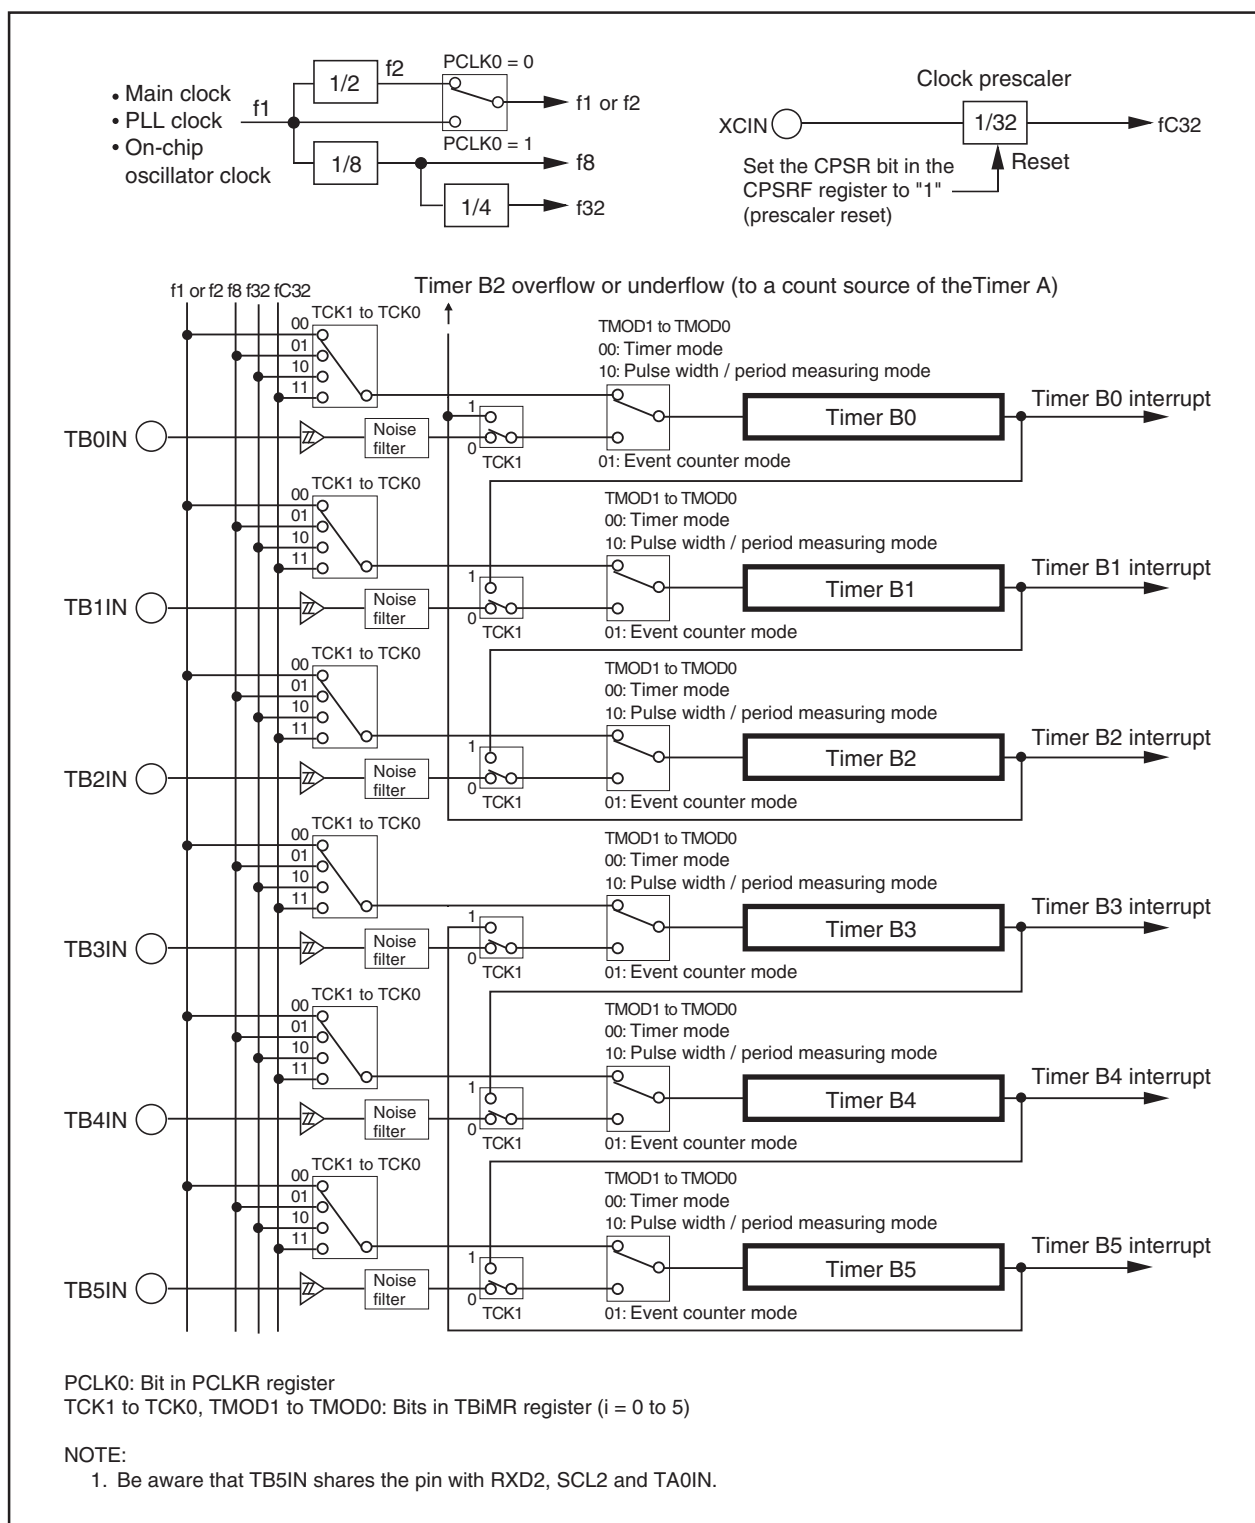 PCLK0 = 0
f2
1/2
Clock prescaler
• Main clock
f1
f1 or f2
• PLL clock
XCIN
1/32
fC32
• On-chip
oscillator clock
PCLK0 = 1
1/8
f8
Reset
Set the CPSR bit in the
CPSRF register to "1"
(prescaler reset)
1/4
f32
f1 or f2 f8 f32 fC32
Timer B2 overflow or underflow (to a count source of theTimer A)
TCK1 to TCK0
00
01
10
11
TMOD1 to TMOD0
00: Timer mode
10: Pulse width / period measuring mode
TB0IN
Noise
filter
1
0
TCK1
01: Event counter mode
Timer B0
Timer B0 interrupt
TCK1 to TCK0
00
01
10
11
TMOD1 to TMOD0
00: Timer mode
10: Pulse width / period measuring mode
TB1IN
Noise
filter
1
0
TCK1
01: Event counter mode
Timer B1
Timer B1 interrupt
TCK1 to TCK0
00
01
10
11
TMOD1 to TMOD0
00: Timer mode
10: Pulse width / period measuring mode
TB2IN
Noise
filter
1
0
TCK1
01: Event counter mode
Timer B2
Timer B2 interrupt
TCK1 to TCK0
00
01
10
11
TMOD1 to TMOD0
00: Timer mode
10: Pulse width / period measuring mode
TB3IN
Noise
filter
1
0
TCK1
01: Event counter mode
Timer B3
Timer B3 interrupt
TCK1 to TCK0
00
01
10
11
TMOD1 to TMOD0
00: Timer mode
10: Pulse width / period measuring mode
TB4IN
Noise
filter
1
0
TCK1
01: Event counter mode
Timer B4
Timer B4 interrupt
TCK1 to TCK0
00
01
10
11
TMOD1 to TMOD0
00: Timer mode
10: Pulse width / period measuring mode
TB5IN
Noise
filter
1
0
TCK1
01: Event counter mode
Timer B5
Timer B5 interrupt
PCLK0: Bit in PCLKR register
TCK1 to TCK0, TMOD1 to TMOD0: Bits in TBiMR register (i = 0 to 5)
NOTE:
1. Be aware that TB5IN shares the pin with RXD2, SCL2 and TA0IN.